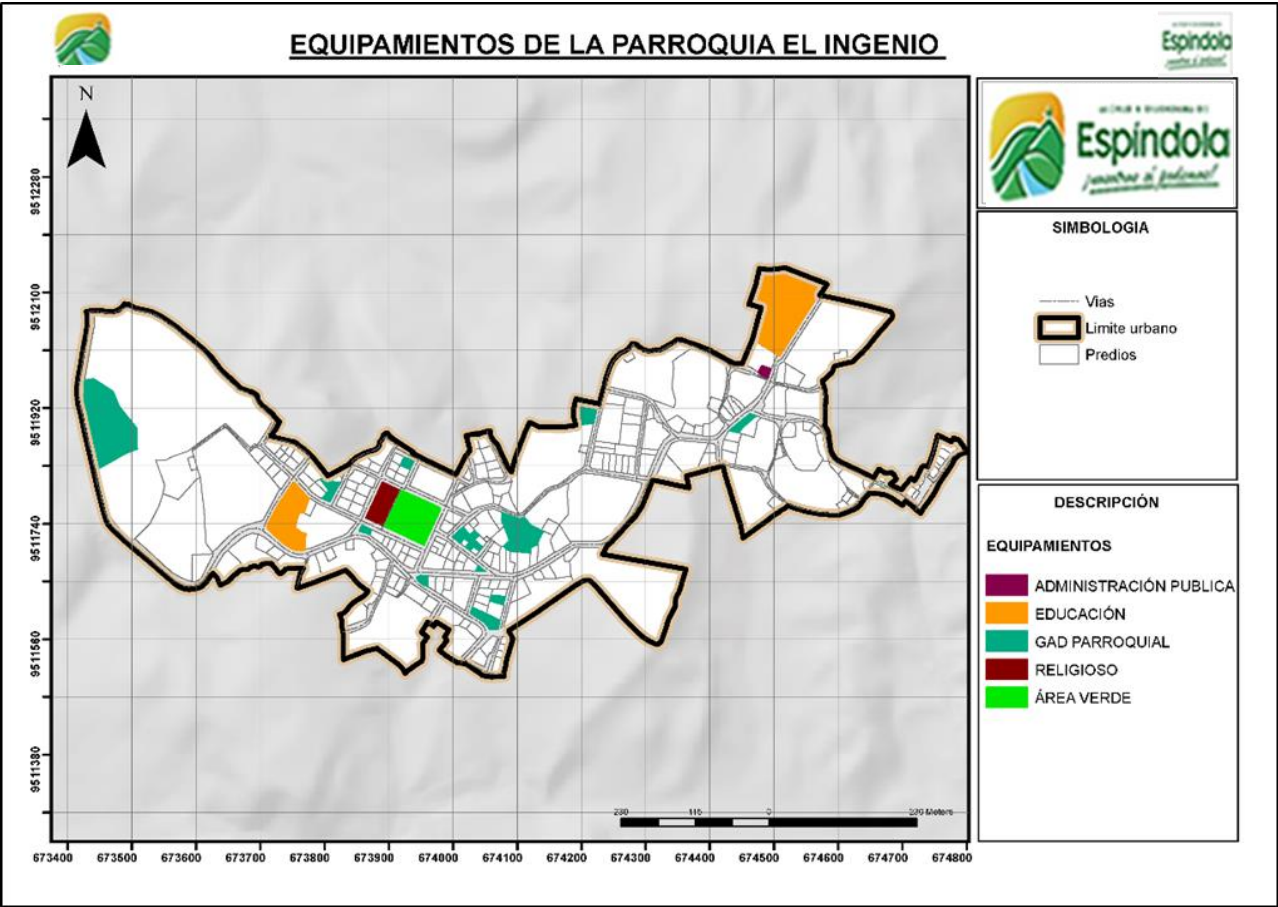 EQUIPAMIENTOS DE LA PARROQUIA EL INGENIO
Espíndola
N
9512280
9512100
9511920
9511740
9511560
9511380
230 115 0 230 Meters
673400 673500 673600 673700 673800 673900 674000 674100 674200 674300 674400 674500 674600 674700 674800
Espíndola
SIMBOLOGIA
Vias
Limite urbano
Predios
DESCRIPCIÓN
EQUIPAMIENTOS
ADMINISTRACIÓN PUBLICA
EDUCACIÓN
GAD PARROQUIAL
RELIGIOSO
ÁREA VERDE